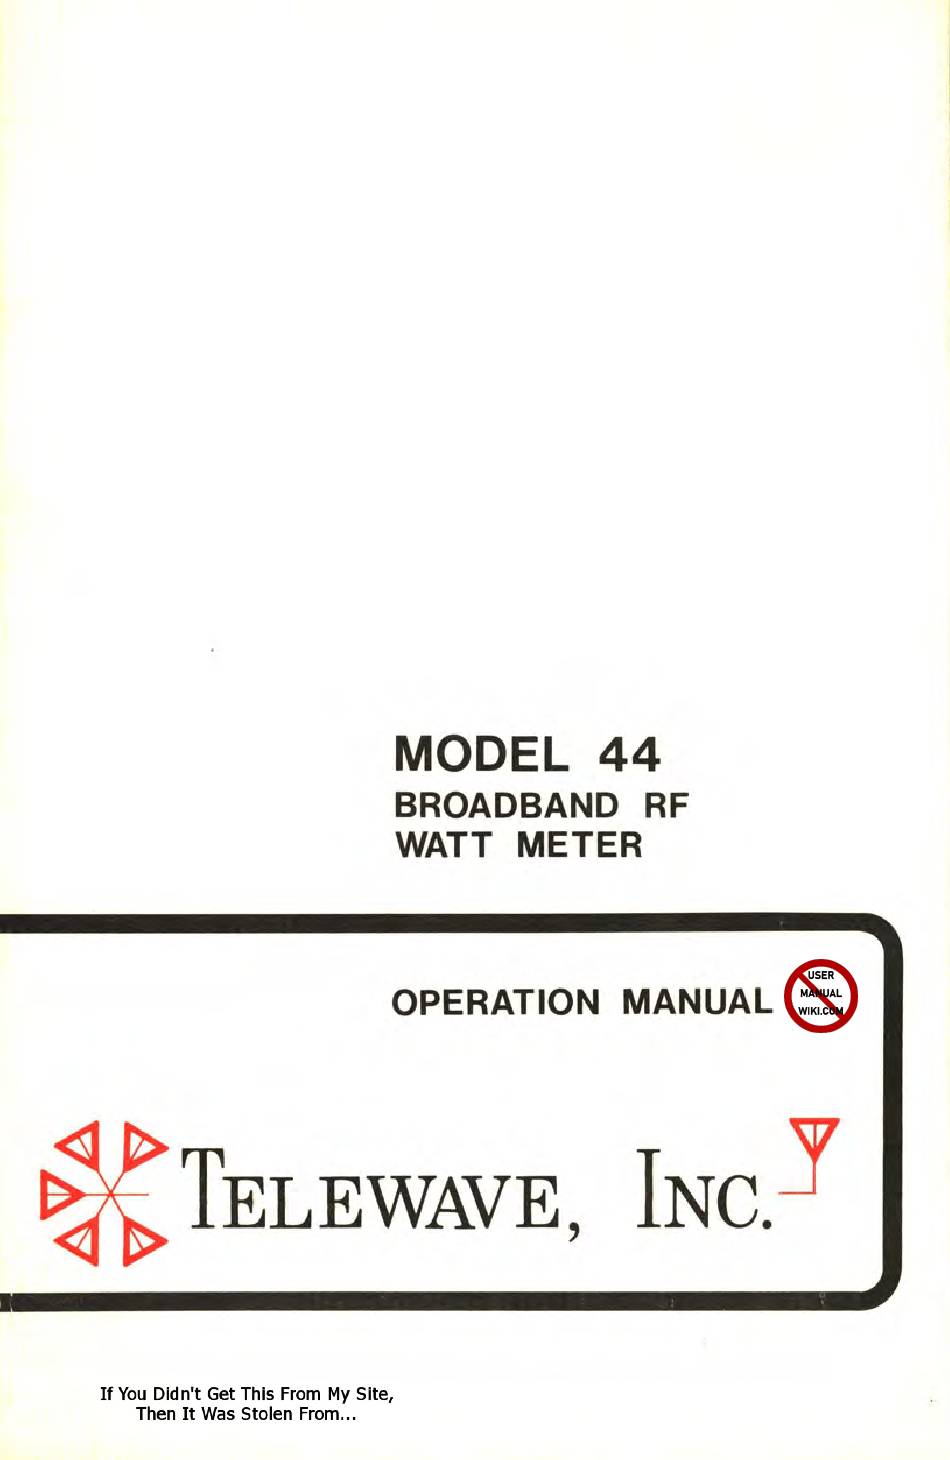 MODEL 44
BROADBAND RF
WATT METER
OPERATION MANUAL
USER
MANUAL
WIKI.COM
TELEWAVE, INC.
If You Didn't Get This From My Site,
Then It Was Stolen From...